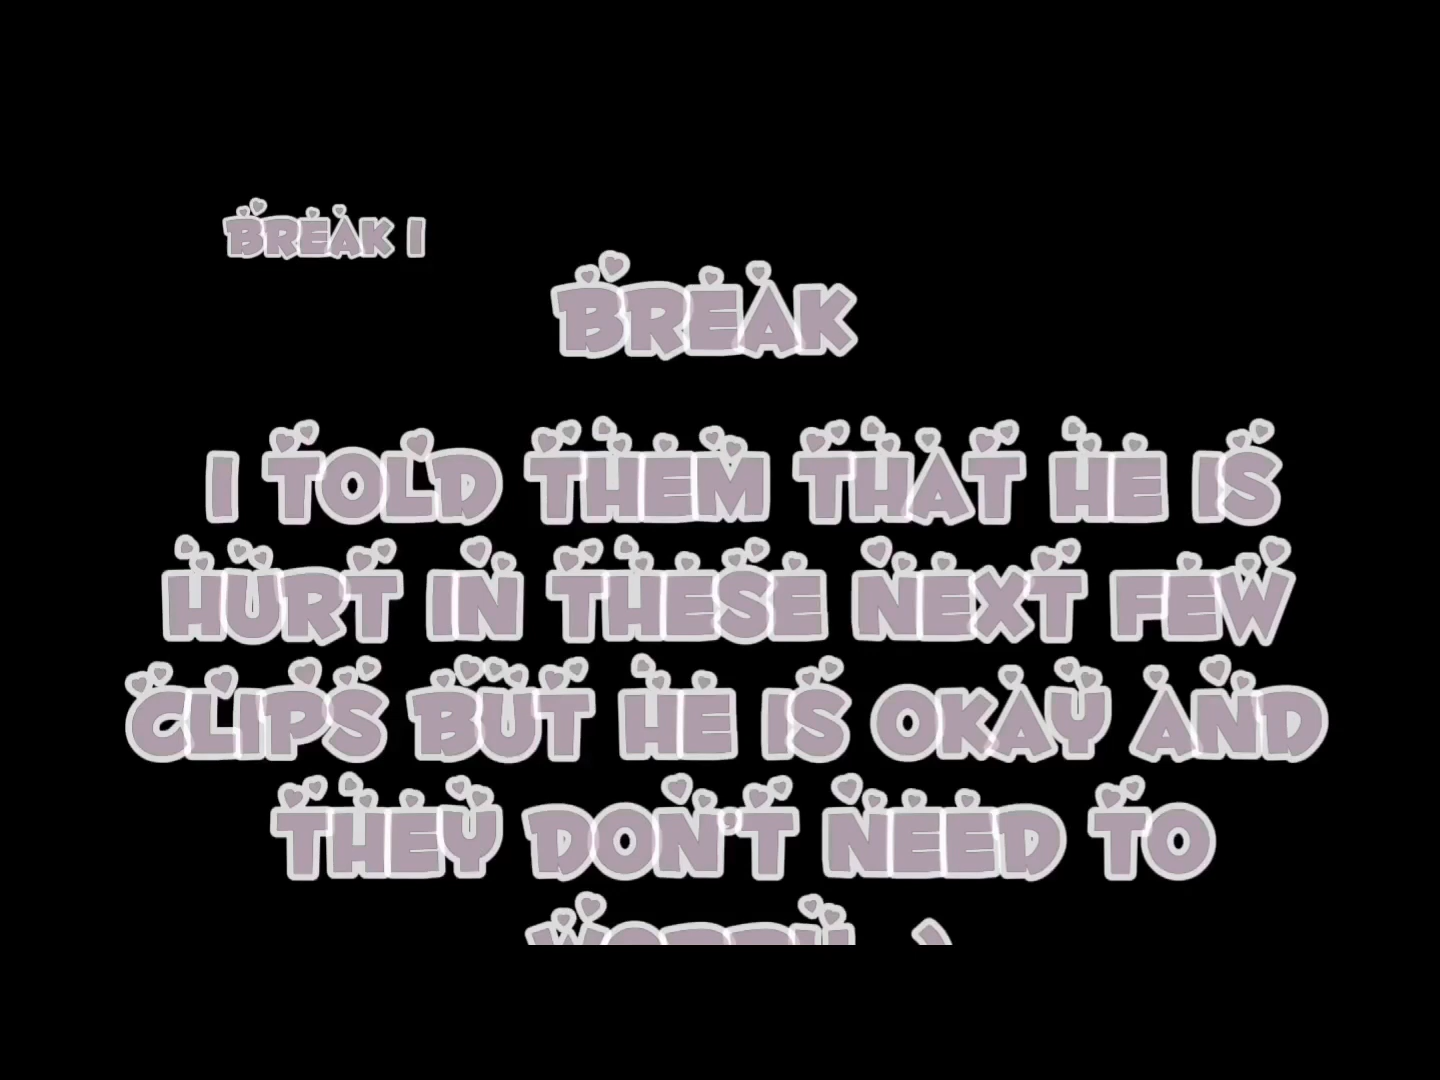 BREAK 1
BREAK
I TOLD THEM THAT HE IS
HURT IN THESE NEXT FEW
CLIPS BUT HE IS OKAY AND
THEY DON'T NEED TO
WORRY :)